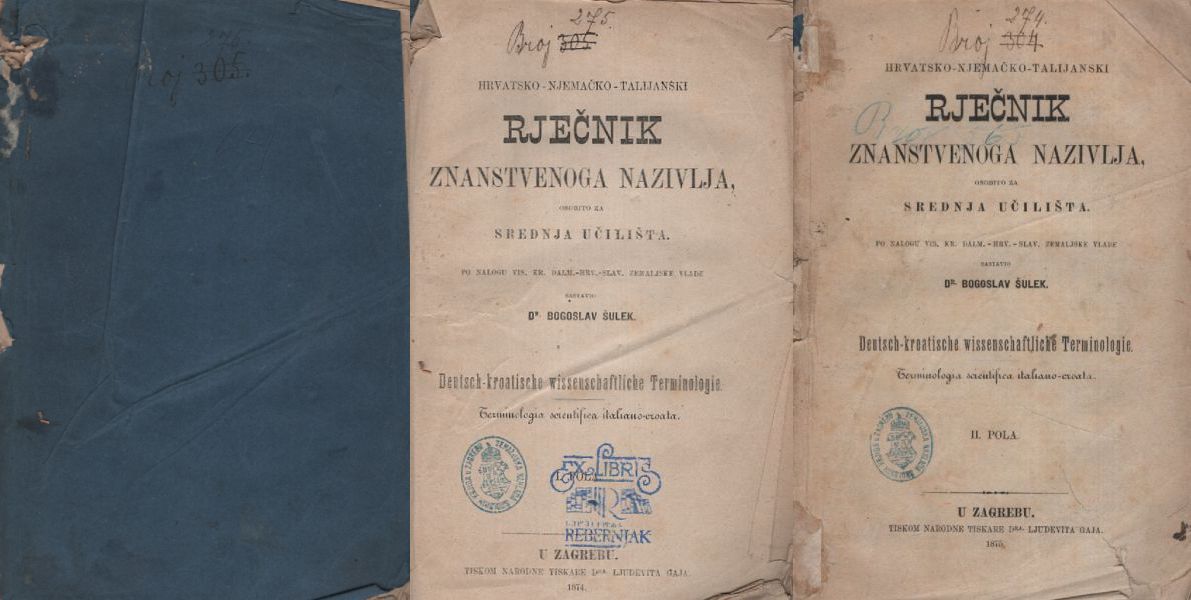 305.
275.
Broj 305
HRVATSKO-NJEMAČKO-TALIJANSKI
RJEČNIK
ZNANSTVENOGA NAZIVLJA,
OSOBITO ZA
SREDNJA UČILIŠTA.
PO NALOGU VIS. KR. DALM.-HRV.-SLAV. ZEMALJSKE VLADE
SASTAVIO
DR. BOGOSLAV ŠULEK.
Deutsch-kroatische wissenschaftliche Terminologie.
Terminologia scientifica italiano-croata.
EX LIBRIS
REBERNJAK
U ZAGREBU.
TISKOM NARODNE TISKARE DRA. LJUDEVITA GAJA.
1874.
274.
Broj 304.
HRVATSKO-NJEMAČKO-TALIJANSKI
RJEČNIK
ZNANSTVENOGA NAZIVLJA,
OSOBITO ZA
SREDNJA UČILIŠTA.
PO NALOGU VIS. KR. DALM.-HRV.-SLAV. ZEMALJSKE VLADE
SASTAVIO
DR. BOGOSLAV ŠULEK.
Deutsch-kroatische wissenschaftliche Terminologie.
Terminologia scientifica italiano-croata.
II. POLA.
U ZAGREBU.
TISKOM NARODNE TISKARE DRA. LJUDEVITA GAJA.
1875.